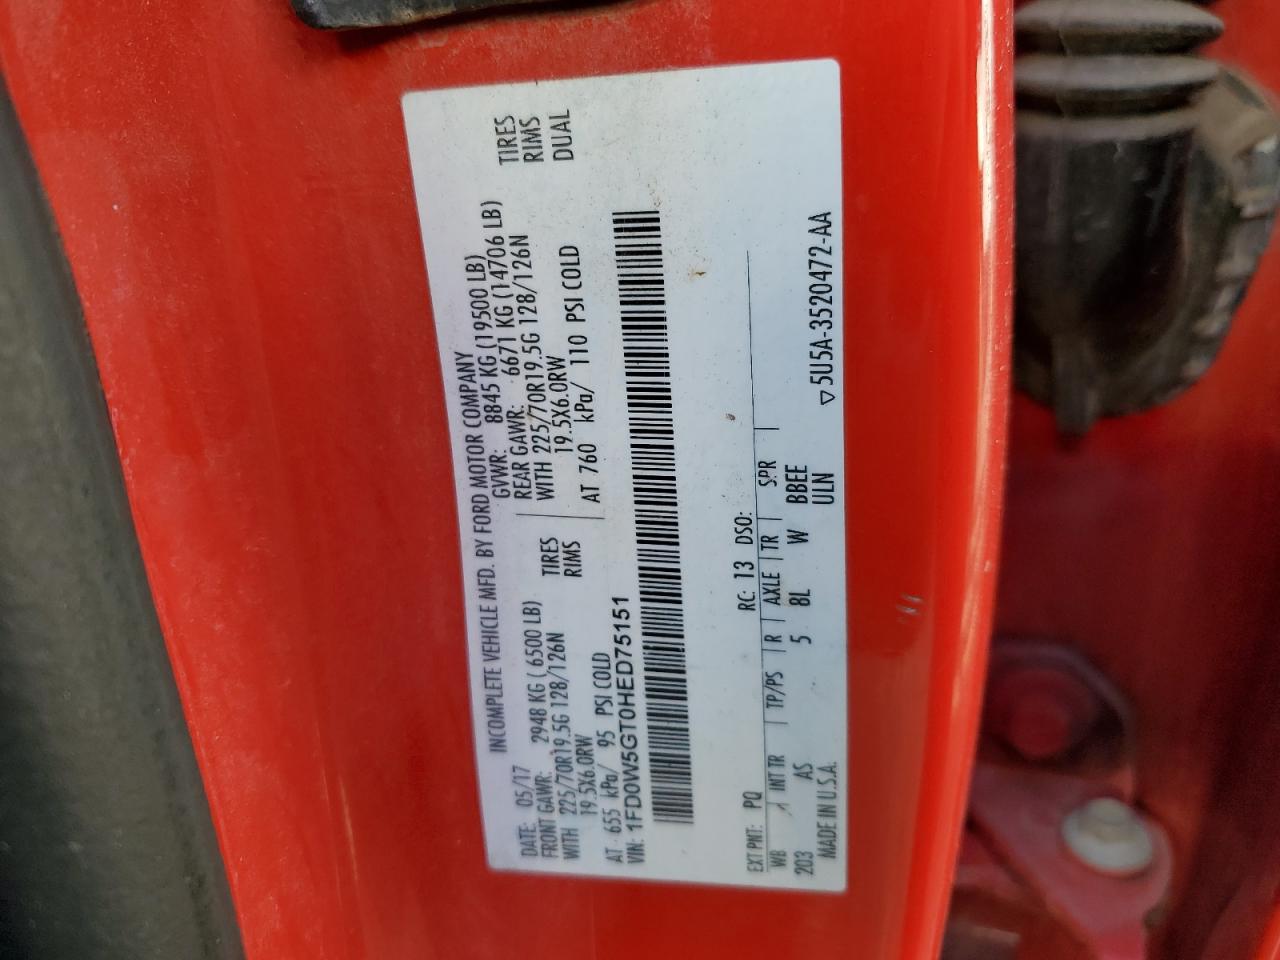 INCOMPLETE VEHICLE MFD. BY FORD MOTOR COMPANY
DATE: 05/17 GVWR: 8845 KG (19500 LB)
FRONT GAWR: 2948 KG (6500 LB) REAR GAWR: 6671 KG (14706 LB)
WITH 225/70R19.5G 128/126N TIRES WITH 225/70R19.5G 128/126N TIRES
19.5X6.0RW RIMS 19.5X6.0RW RIMS
AT 655 kPa/ 95 PSI COLD AT 760 kPa/ 110 PSI COLD DUAL
VIN: 1FD0W5GT0HED75151
EXT PNT: PQ RC: 13 DSO:
WB INT TR TP/PS R AXLE TR SPR
203 AS 5 8L W BBEE
MADE IN U.S.A. ULN
▽5U5A-3520472-AA